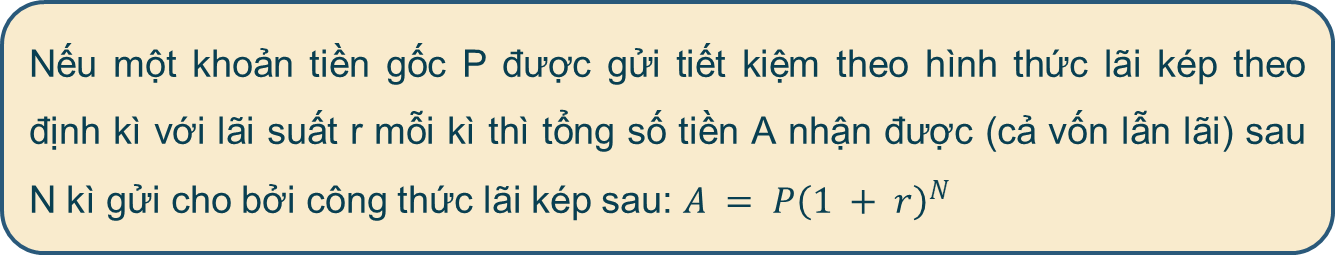 Nếu một khoản tiền gốc P được gửi tiết kiệm theo hình thức lãi kép theo
định kì với lãi suất r mỗi kì thì tổng số tiền A nhận được (cả vốn lẫn lãi) sau
N kì gửi cho bởi công thức lãi kép sau: 𝐴 = 𝑃(1 + 𝑟)^𝑁